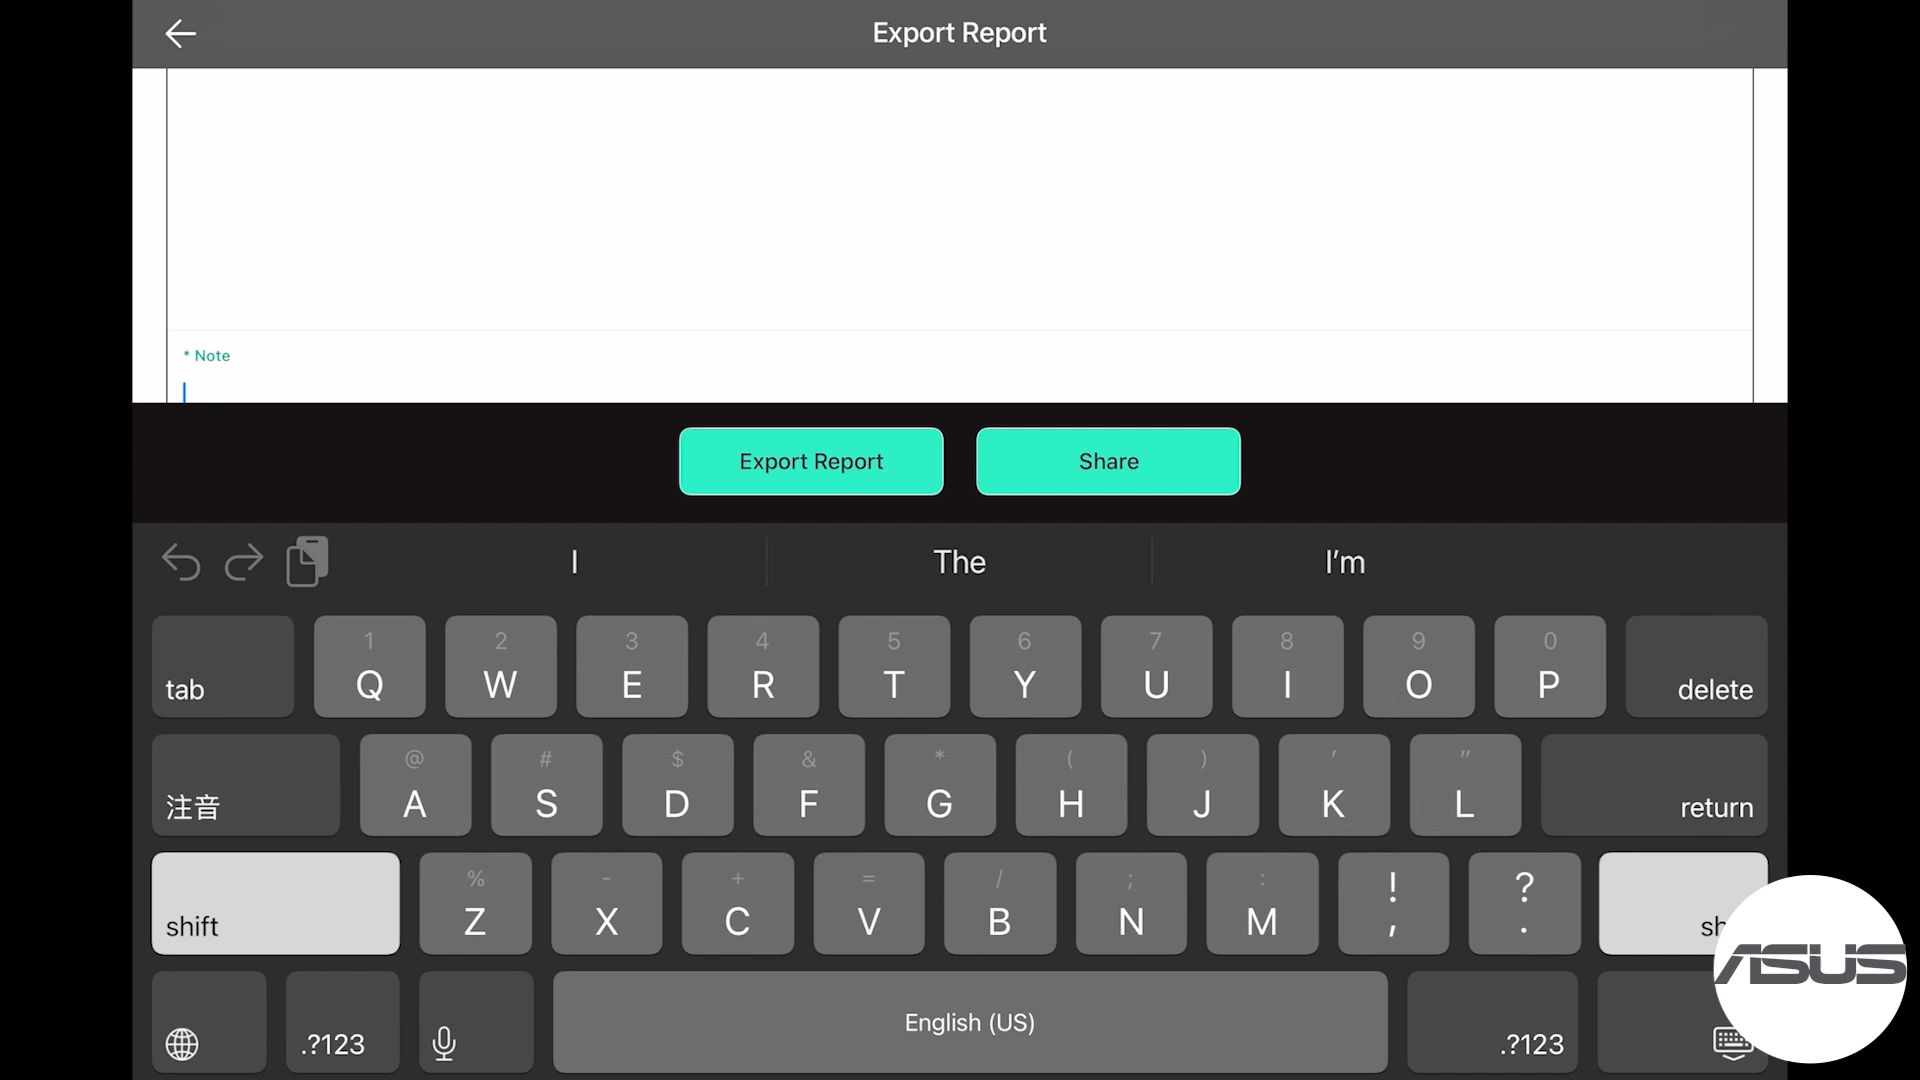 Export Report
* Note
Export Report
Share
I
The
I'm
tab
1 Q
2 W
3 E
4 R
5 T
6 Y
7 U
8 I
9 O
0 P
delete
注音
@ A
# S
$ D
& F
* G
( H
) J
' K
" L
return
shift
% Z
- X
+ C
= V
/ B
; N
: M
! ,
? .
sh
ASUS
.?123
English (US)
.?123